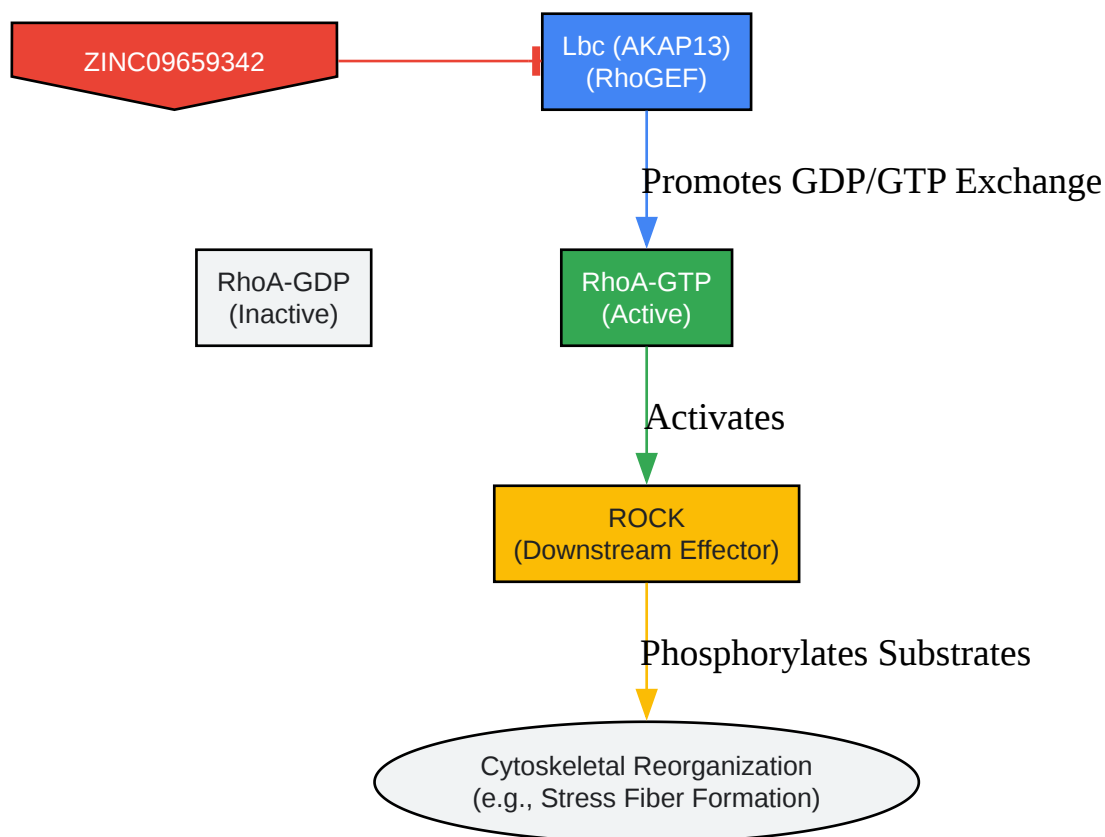 ZINC09659342
Lbc (AKAP13)
(RhoGEF)
Promotes GDP/GTP Exchange
RhoA-GDP
(Inactive)
RhoA-GTP
(Active)
Activates
ROCK
(Downstream Effector)
Phosphorylates Substrates
Cytoskeletal Reorganization
(e.g., Stress Fiber Formation)